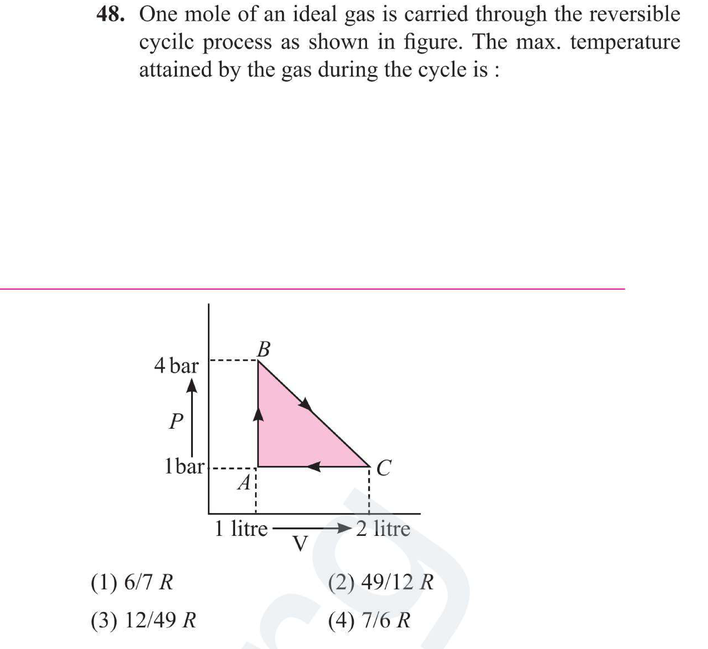 48. One mole of an ideal gas is carried through the reversible
cycilc process as shown in figure. The max. temperature
attained by the gas during the cycle is :
B
4 bar
P
1bar
A
C
1 litre
2 litre
V
(1) 6/7 R
(2) 49/12 R
(3) 12/49 R
(4) 7/6 R